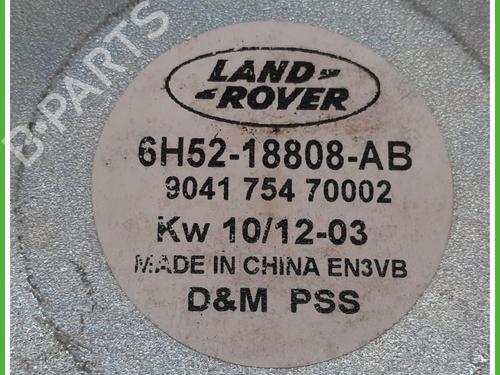 B-PARTS
LAND-
-ROVER
6H52-18808-AB
9041 754 70002
Kw 10/12-03
MADE IN CHINA EN3VB
D&M PSS